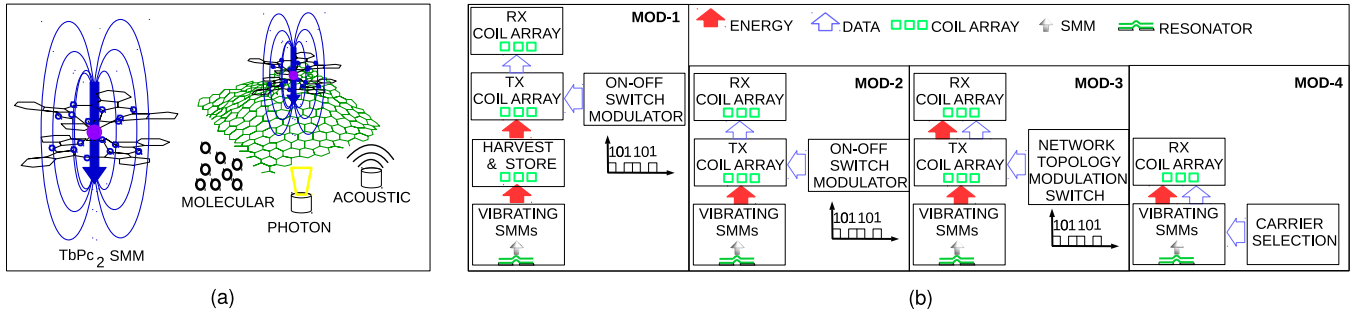 MOLECULAR
PHOTON
ACOUSTIC
TbPc2 SMM
(a)
ENERGY
DATA
COIL ARRAY
SMM
RESONATOR
MOD-1
RX
COIL ARRAY
TX
COIL ARRAY
ON-OFF
SWITCH
MODULATOR
HARVEST
& STORE
101 101
VIBRATING
SMMs
MOD-2
RX
COIL ARRAY
TX
COIL ARRAY
ON-OFF
SWITCH
MODULATOR
101 101
VIBRATING
SMMs
MOD-3
RX
COIL ARRAY
TX
COIL ARRAY
NETWORK
TOPOLOGY
MODULATION
SWITCH
101 101
VIBRATING
SMMs
MOD-4
RX
COIL ARRAY
VIBRATING
SMMs
CARRIER
SELECTION
(b)